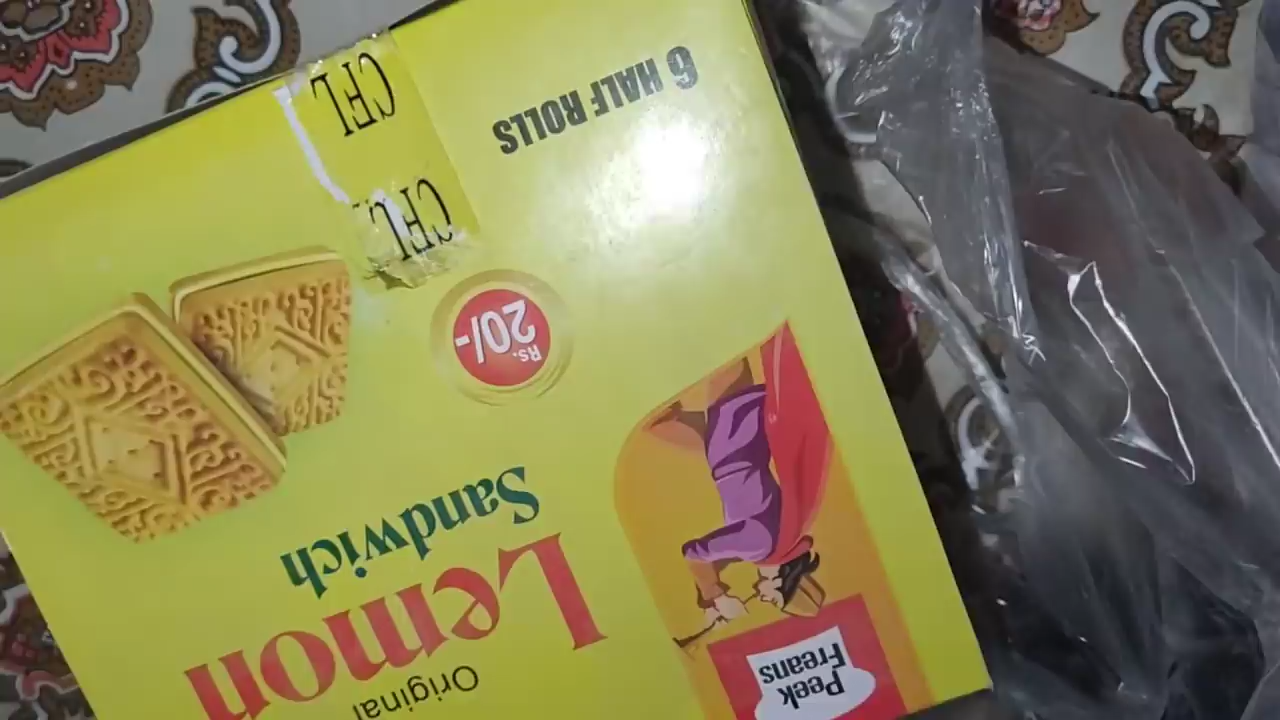 Peek
Freans
Original
Lemon
Sandwich
Rs.
20/-
6 HALF ROLLS
CFL
CFL